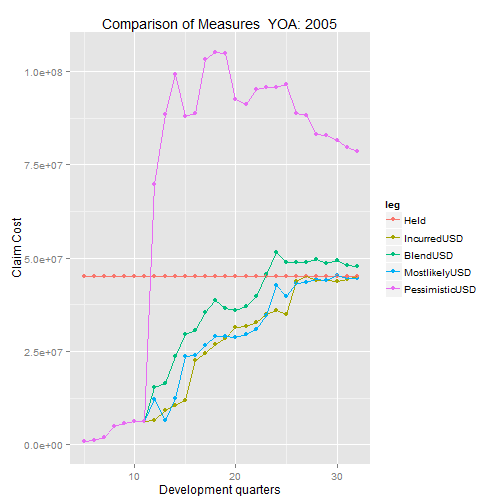 Comparison of Measures YOA: 2005
Claim Cost
1.0e+08
7.5e+07
5.0e+07
2.5e+07
0.0e+00
10
20
30
Development quarters
leg
Held
IncurredUSD
BlendUSD
MostlikelyUSD
PessimisticUSD